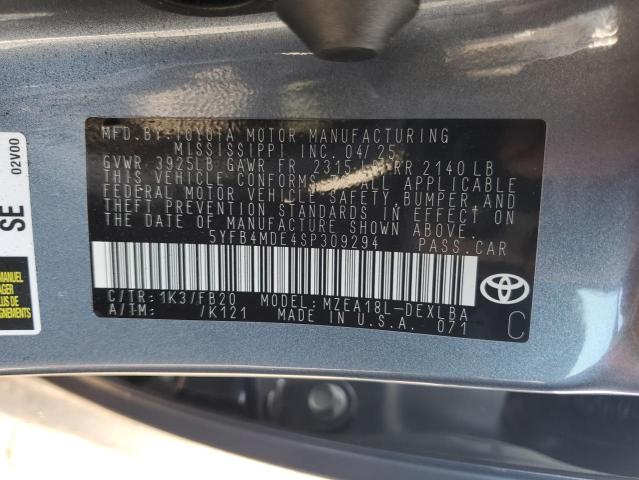 MFD.BY:TOYOTA MOTOR MANUFACTURING
MISSISSIPPI, INC. 04/25
GVWR 3925LB GAWR FR 2315LB RR 2140LB
THIS VEHICLE CONFORMS TO ALL APPLICABLE
FEDERAL MOTOR VEHICLE SAFETY,BUMPER,AND
THEFT PREVENTION STANDARDS IN EFFECT ON
THE DATE OF MANUFACTURE SHOWN ABOVE.
5YFB4MDE4SP309294 PASS.CAR
C/TR:1K3/FB20 MODEL:MZEA18L-DEXLBA
A/TM: /K121 MADE IN U.S.A. 071
C
SE
02V00
Manuel